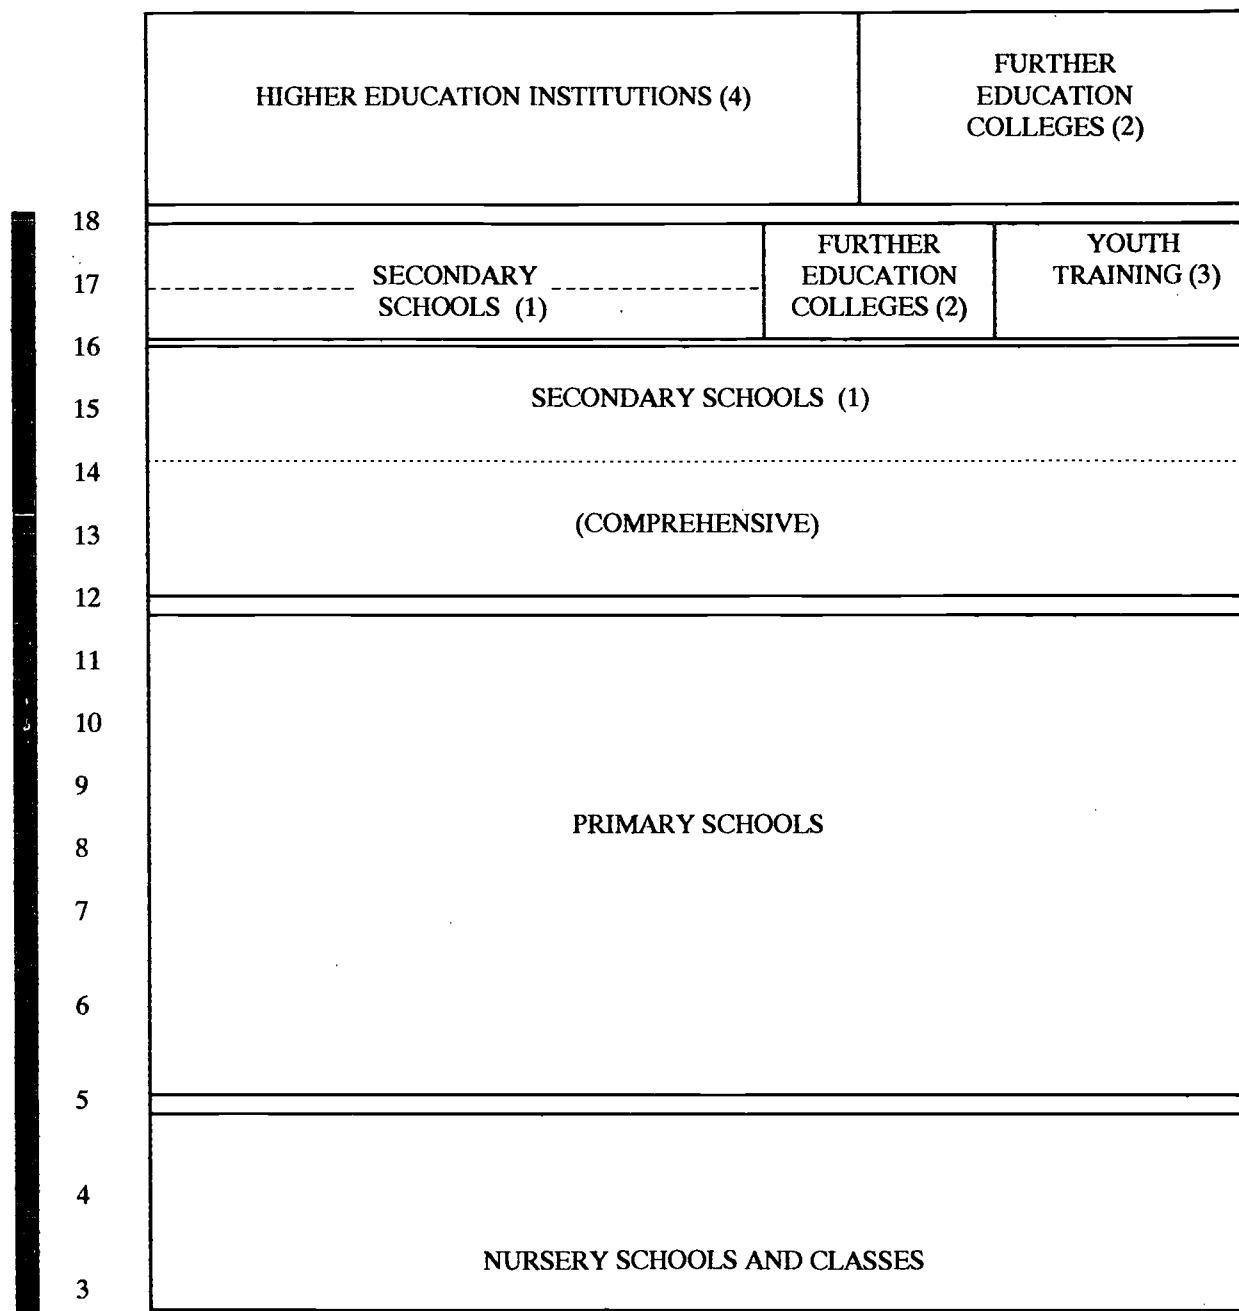 HIGHER EDUCATION INSTITUTIONS (4)
FURTHER
EDUCATION
COLLEGES (2)
18
17
SECONDARY
SCHOOLS (1)
FURTHER
EDUCATION
COLLEGES (2)
YOUTH
TRAINING (3)
16
15
SECONDARY SCHOOLS (1)
14
13
(COMPREHENSIVE)
12
11
10
9
8
PRIMARY SCHOOLS
7
6
5
4
NURSERY SCHOOLS AND CLASSES
3